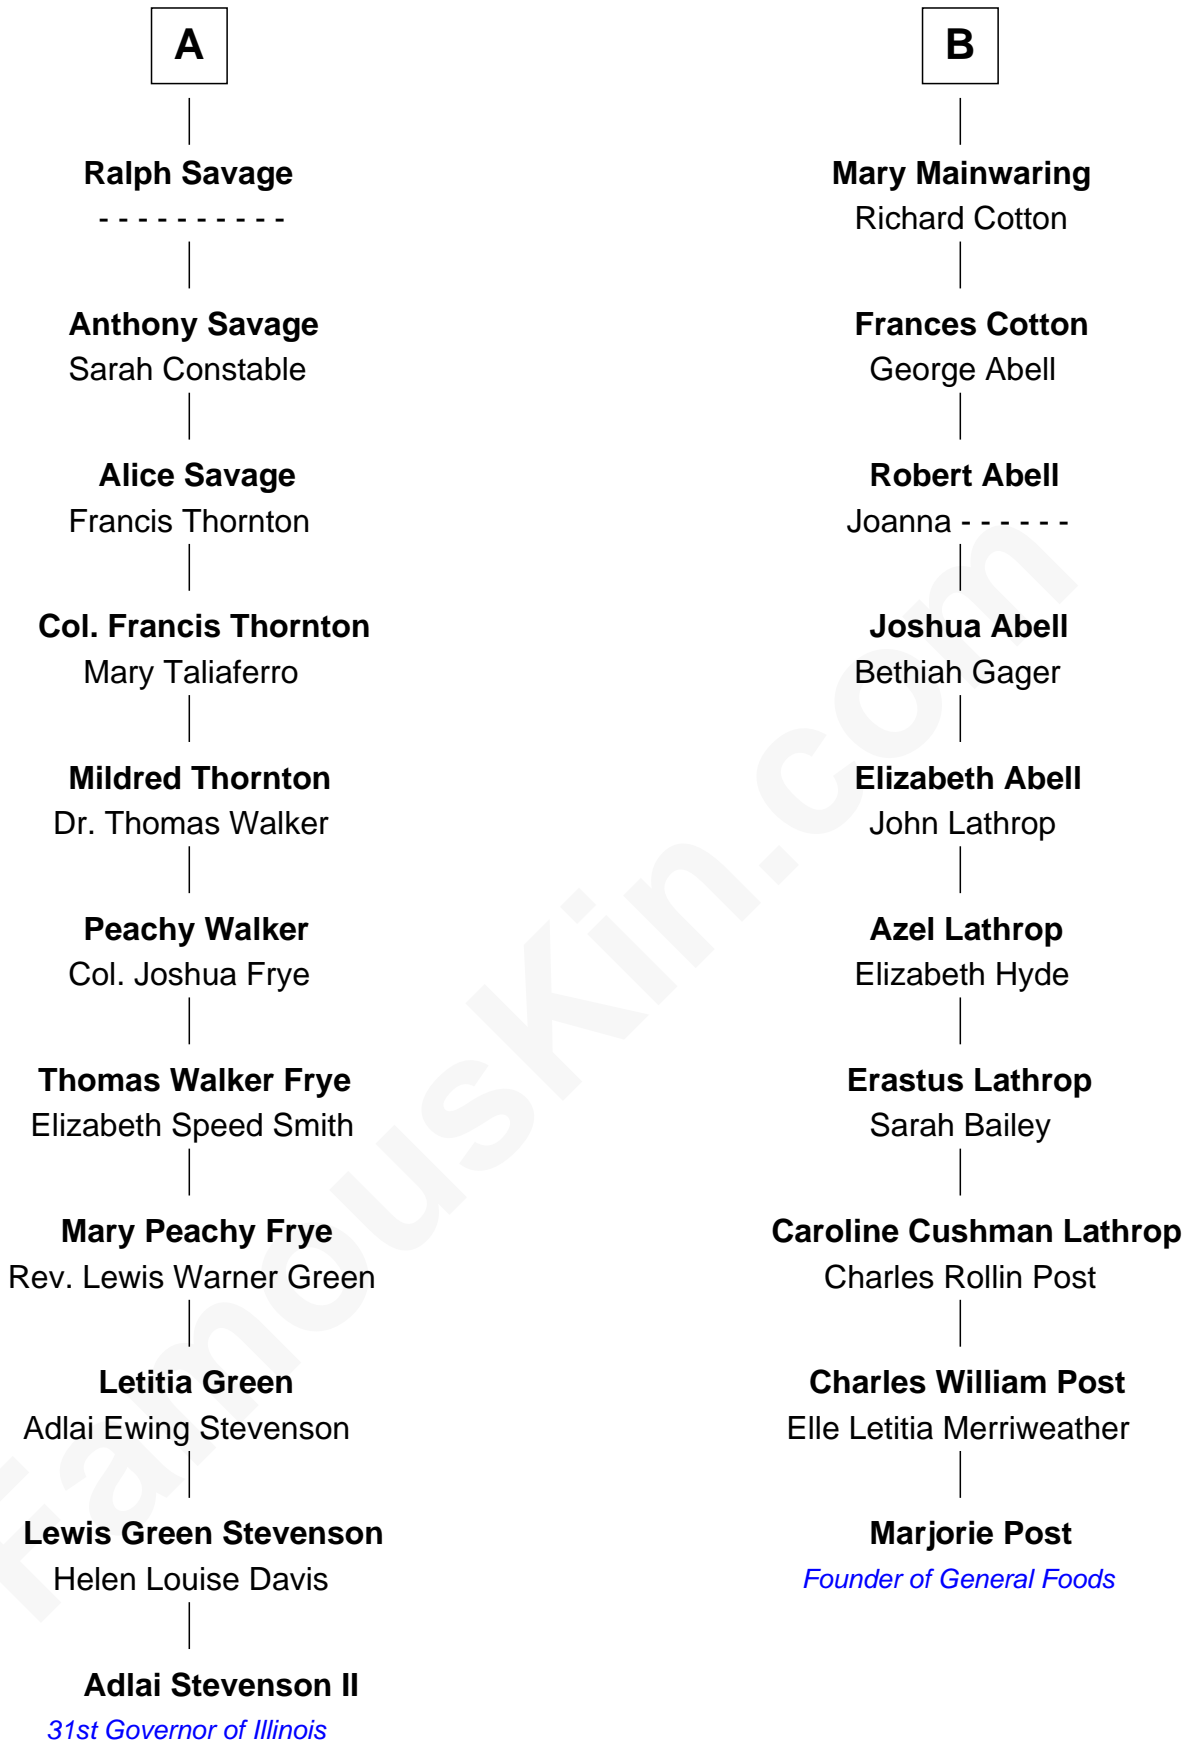 A
Ralph Savage
- - - - - - - - - -
Anthony Savage
Sarah Constable
Alice Savage
Francis Thornton
Col. Francis Thornton
Mary Taliaferro
Mildred Thornton
Dr. Thomas Walker
Peachy Walker
Col. Joshua Frye
Thomas Walker Frye
Elizabeth Speed Smith
Mary Peachy Frye
Rev. Lewis Warner Green
Letitia Green
Adlai Ewing Stevenson
Lewis Green Stevenson
Helen Louise Davis
Adlai Stevenson II
31st Governor of Illinois
B
Mary Mainwaring
Richard Cotton
Frances Cotton
George Abell
Robert Abell
Joanna - - - - - -
Joshua Abell
Bethiah Gager
Elizabeth Abell
John Lathrop
Azel Lathrop
Elizabeth Hyde
Erastus Lathrop
Sarah Bailey
Caroline Cushman Lathrop
Charles Rollin Post
Charles William Post
Elle Letitia Merriweather
Marjorie Post
Founder of General Foods
FamousKin.com